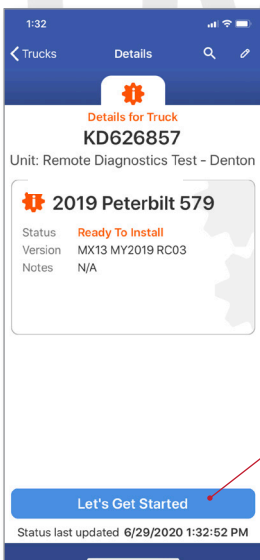 1:32
Trucks Details
Details for Truck
KD626857
Unit: Remote Diagnostics Test - Denton
2019 Peterbilt 579
Status Ready To Install
Version MX13 MY2019 RC03
Notes N/A
Let's Get Started
Status last updated 6/29/2020 1:32:52 PM